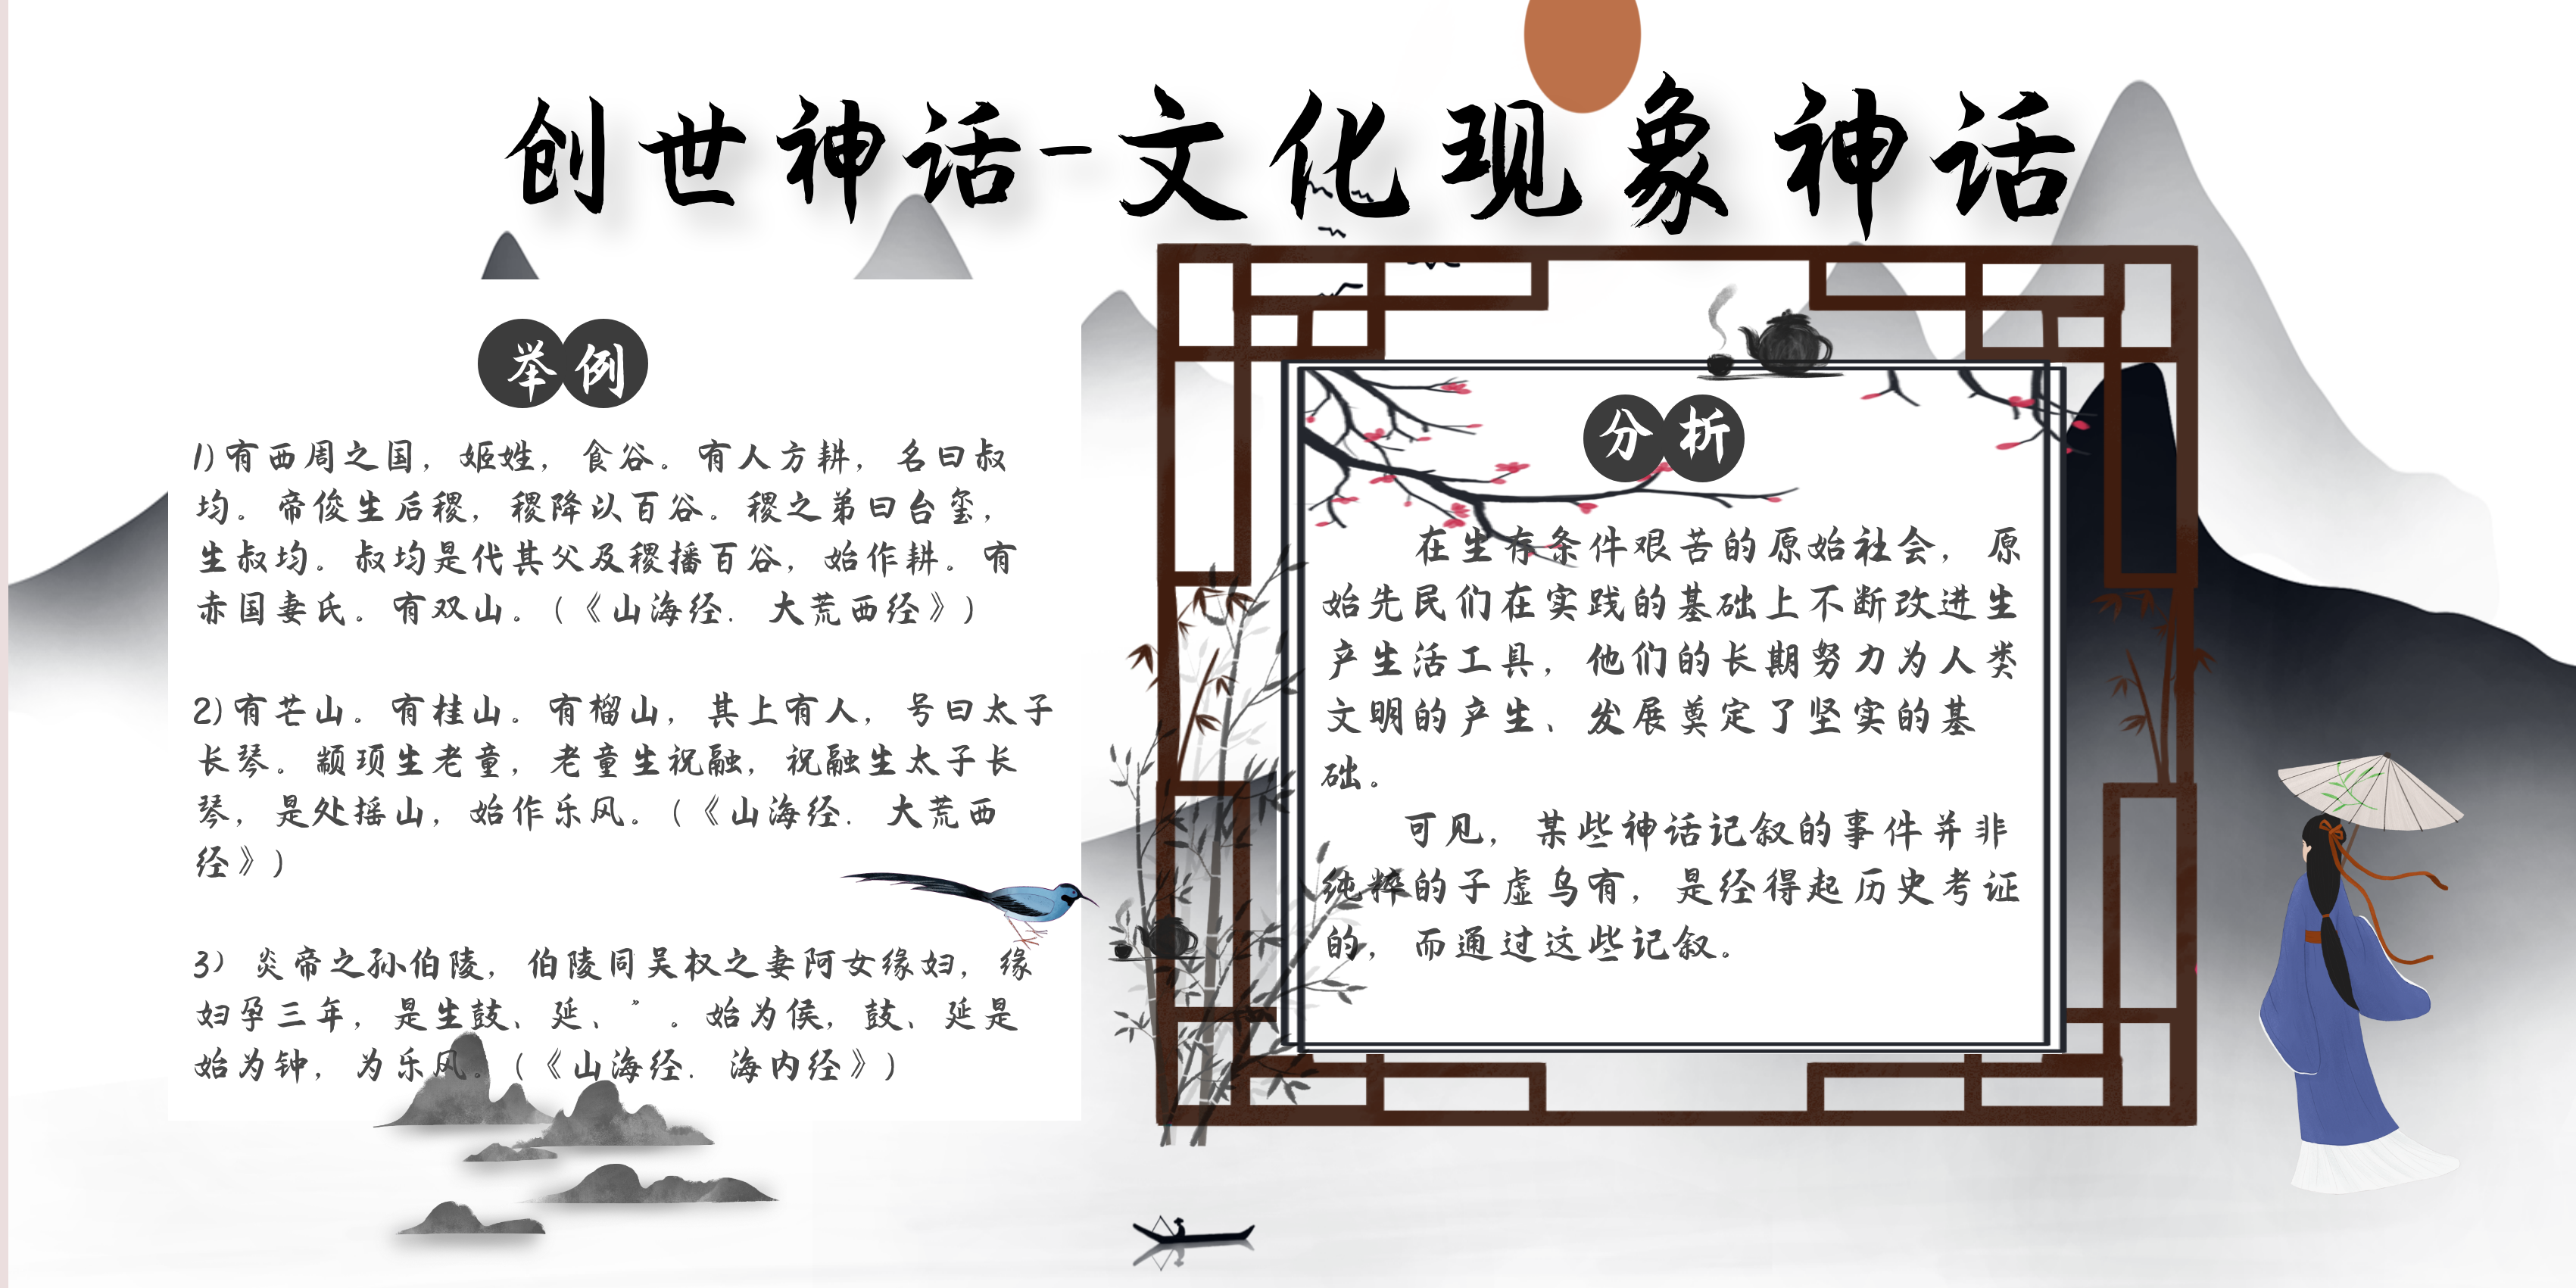 创世神话-文化现象神话
举例
1)有西周之国，姬姓，食谷。有人方耕，名曰叔
均。帝俊生后稷，稷降以百谷。稷之弟曰台玺，
生叔均。叔均是代其父及稷播百谷，始作耕。有
赤国妻氏。有双山。(《山海经．大荒西经》)
2)有芒山。有桂山。有榴山，其上有人，号曰太子
长琴。颛顼生老童，老童生祝融，祝融生太子长
琴，是处摇山，始作乐风。(《山海经．大荒西
经》)
3) 炎帝之孙伯陵，伯陵同吴权之妻阿女缘妇，缘
妇孕三年，是生鼓、延、”。始为侯，鼓、延是
始为钟，为乐风。(《山海经．海内经》)
分析
在生存条件艰苦的原始社会，原
始先民们在实践的基础上不断改进生
产生活工具，他们的长期努力为人类
文明的产生、发展奠定了坚实的基
础。
可见，某些神话记叙的事件并非
纯粹的子虚乌有，是经得起历史考证
的，而通过这些记叙。